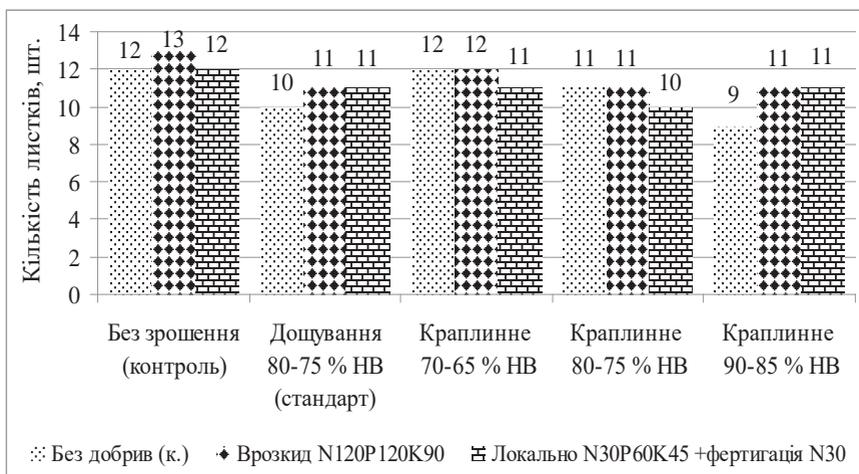 Кількість листків, шт.
14
12
10
8
6
4
2
0
12 13 12
10 11 11
12 12 11
11 11 10
9 11 11
Без зрошення
(контроль)
Дощування
80-75 % НВ
(стандарт)
Краплинне
70-65 % НВ
Краплинне
80-75 % НВ
Краплинне
90-85 % НВ
Без добрив (к.) Врозкид N120P120K90 Локально N30P60K45 +фертигація N30